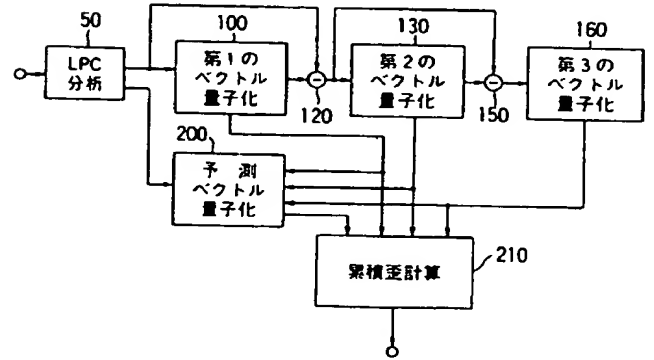 50
LPC
分析
100
第1の
ベクトル
量子化
120
130
第2の
ベクトル
量子化
150
160
第3の
ベクトル
量子化
200
予測
ベクトル
量子化
累積歪計算
210